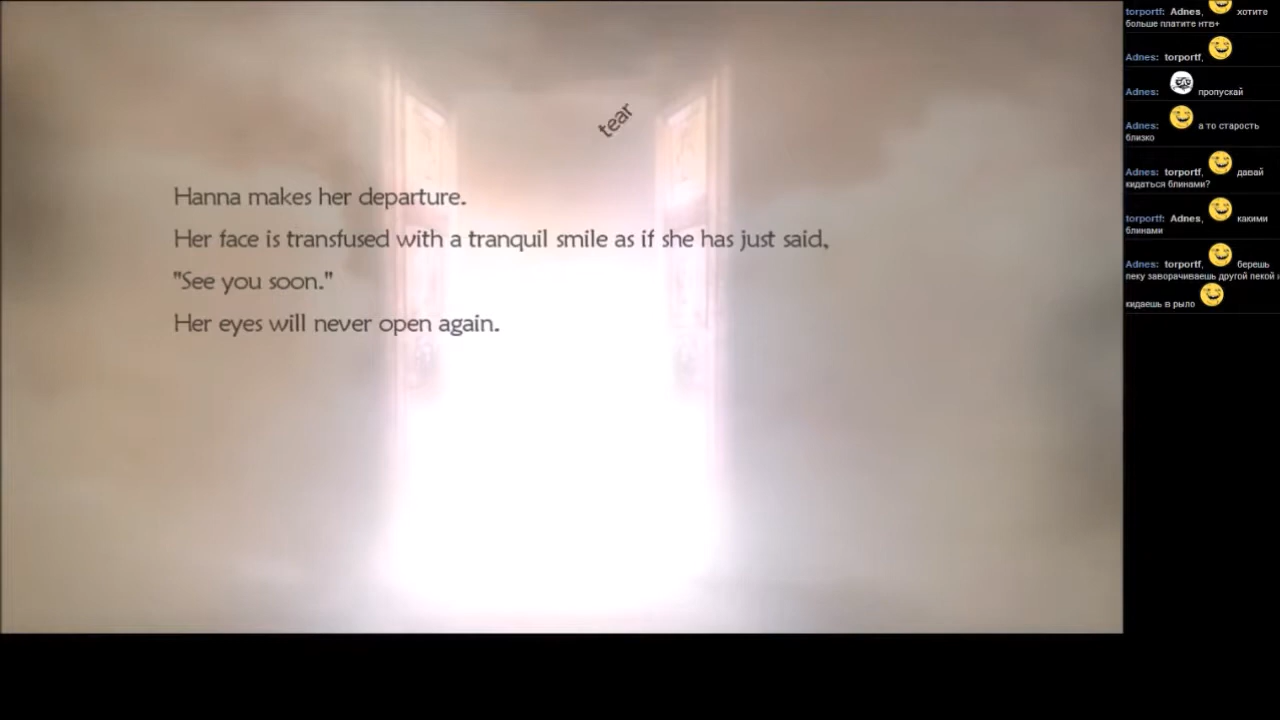 tear
Hanna makes her departure.
Her face is transfused with a tranquil smile as if she has just said,
"See you soon."
Her eyes will never open again.
torportf: Adnes, хотите
больше платите нтв+
Adnes: torportf,
Adnes: пропускай
Adnes: а то старость
близко
Adnes: torportf, давай
кидаться блинами?
torportf: Adnes, какими
блинами
Adnes: torportf, берешь
пеку заворачиваешь другой пекой и
кидаешь в рыло